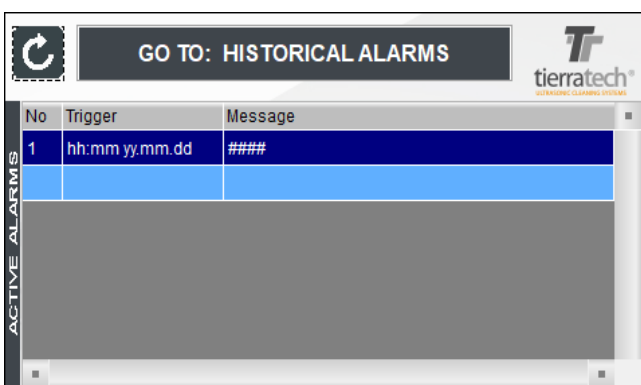 GO TO: HISTORICAL ALARMS
tierratech®
ULTRASONIC CLEANING SYSTEMS
No Trigger Message
1 hh:mm yy.mm.dd ####
ACTIVE ALARMS